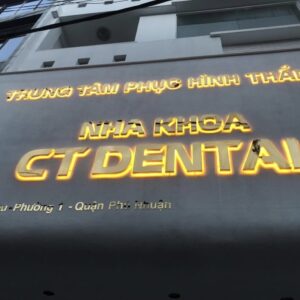 TRUNG TÂM PHỤC HÌNH THẨ
NHA KHOA
CT DENTAL
Phường 1 - Quận Phú Nhuận